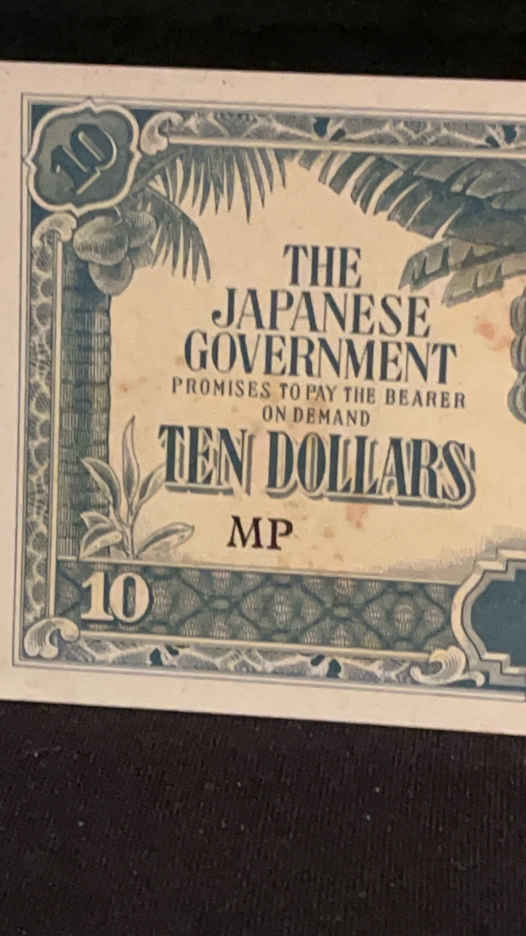 10
THE
JAPANESE
GOVERNMENT
PROMISES TO PAY THE BEARER
ON DEMAND
TEN DOLLARS
MP
10